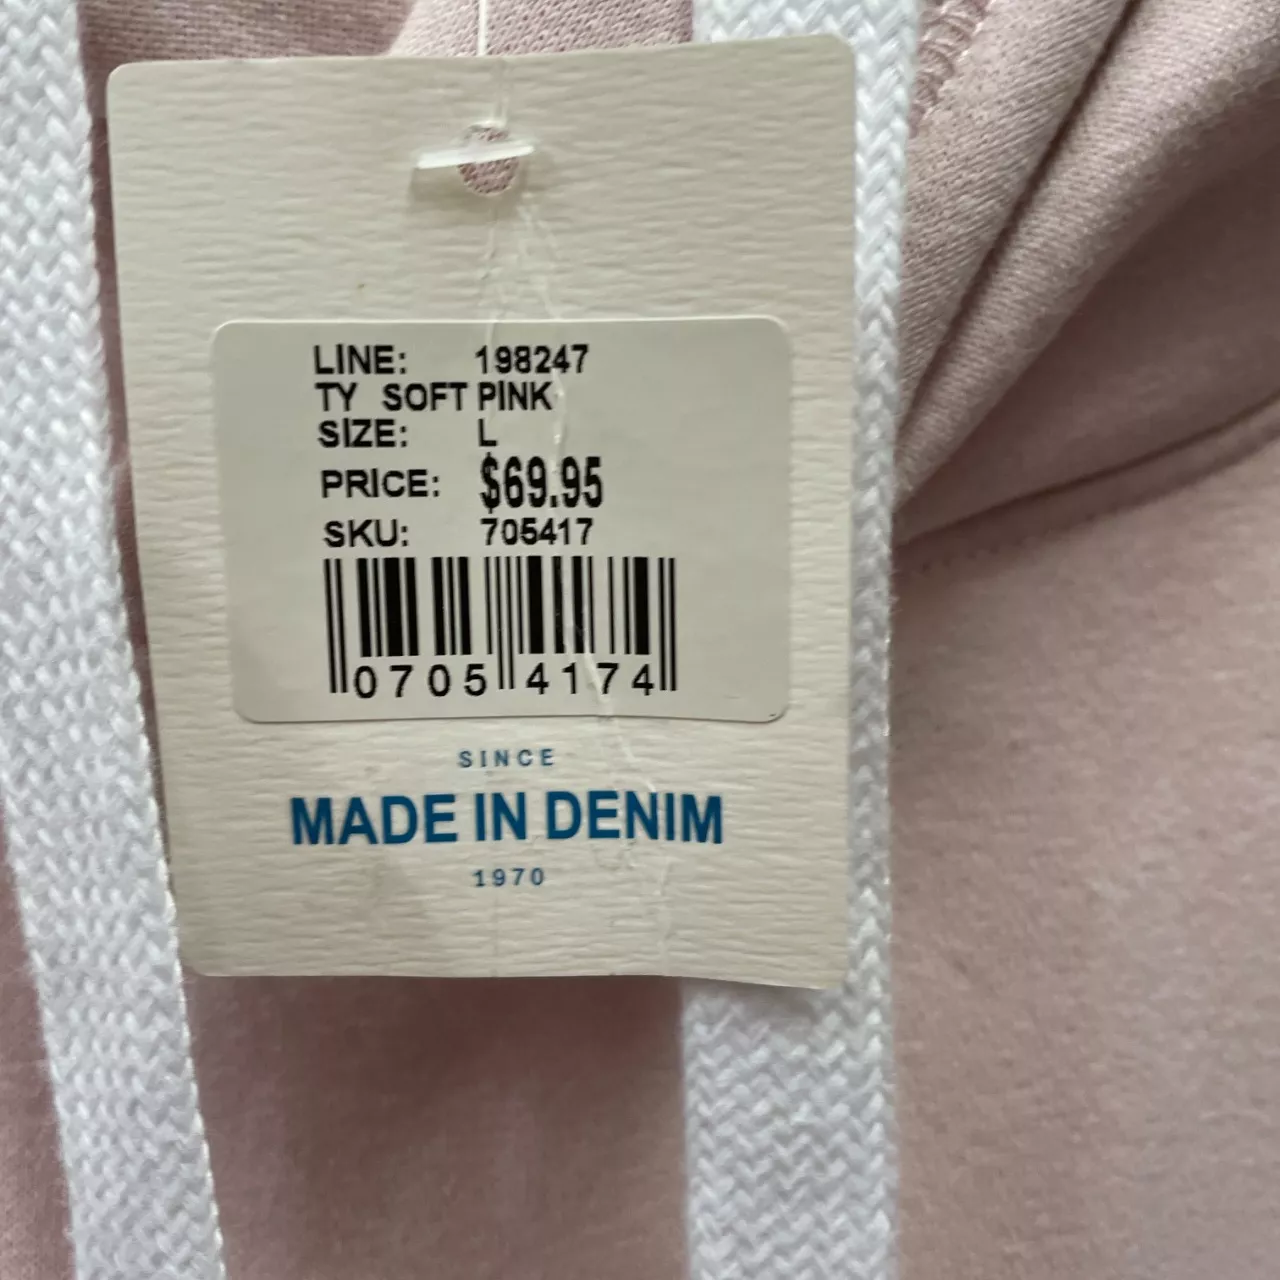 LINE: 198247
TY SOFT PINK
SIZE: L
PRICE: $69.95
SKU: 705417
0705 4174
SINCE
MADE IN DENIM
1970